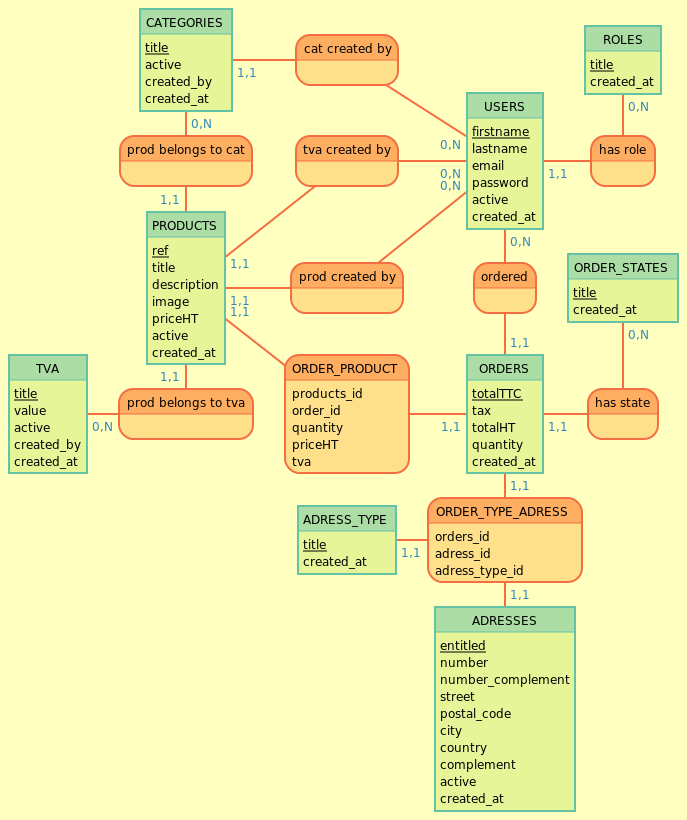 CATEGORIES
title
active
created_by
created_at
cat created by
1,1
ROLES
title
created_at
0,N
USERS
firstname
lastname
email
password
active
created_at
0,N
0,N
0,N
0,N
has role
1,1
0,N
prod belongs to cat
1,1
tva created by
PRODUCTS
ref
title
description
image
priceHT
active
created_at
1,1
1,1
1,1
1,1
prod created by
ordered
1,1
ORDER_STATES
title
created_at
0,N
TVA
title
value
active
created_by
created_at
0,N
prod belongs to tva
ORDER_PRODUCT
products_id
order_id
quantity
priceHT
tva
1,1
ORDERS
totalTTC
tax
totalHT
quantity
created_at
1,1
has state
1,1
ADRESS_TYPE
title
created_at
1,1
ORDER_TYPE_ADRESS
orders_id
adress_id
adress_type_id
1,1
ADRESSES
entitled
number
number_complement
street
postal_code
city
country
complement
active
created_at